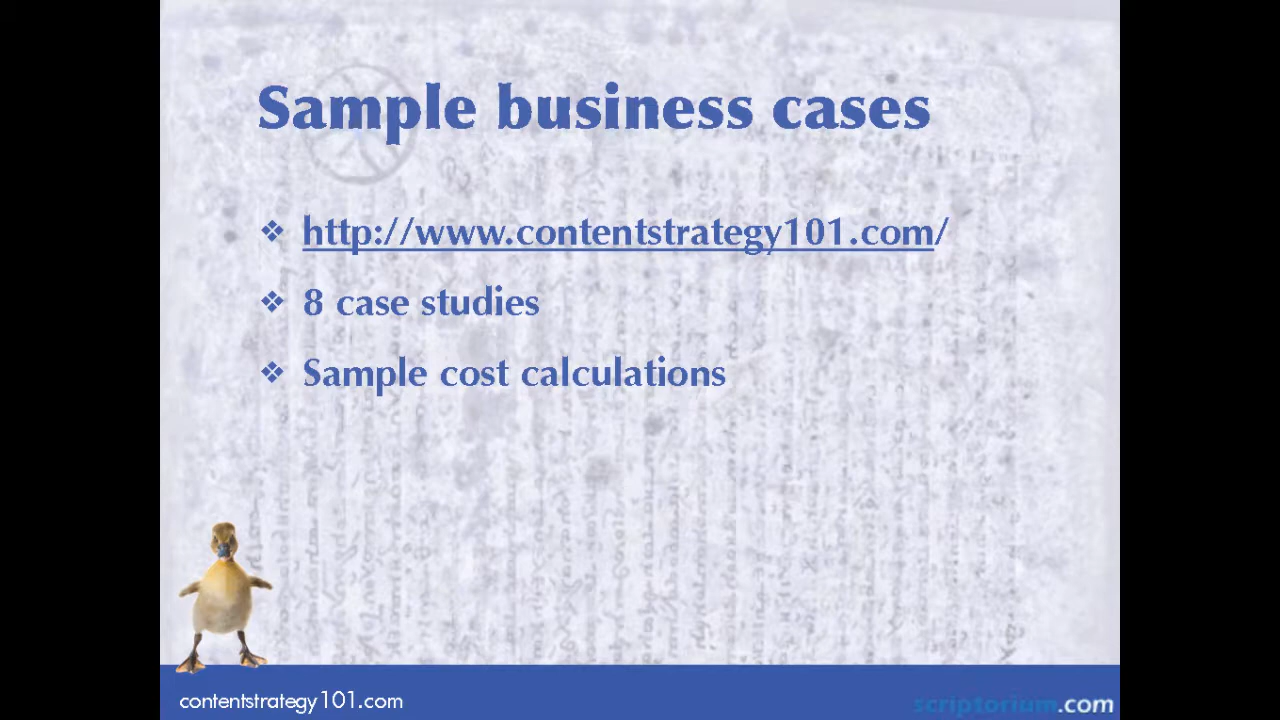 Sample business cases
❖ http://www.contentstrategy101.com/
❖ 8 case studies
❖ Sample cost calculations
contentstrategy101.com
scriptorium.com